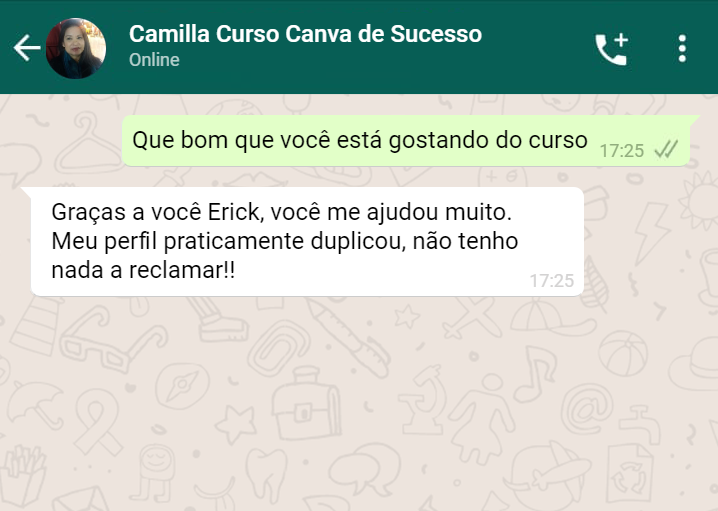 Camilla Curso Canva de Sucesso
Online
Que bom que você está gostando do curso
17:25
Graças a você Erick, você me ajudou muito.
Meu perfil praticamente duplicou, não tenho
nada a reclamar!!
17:25